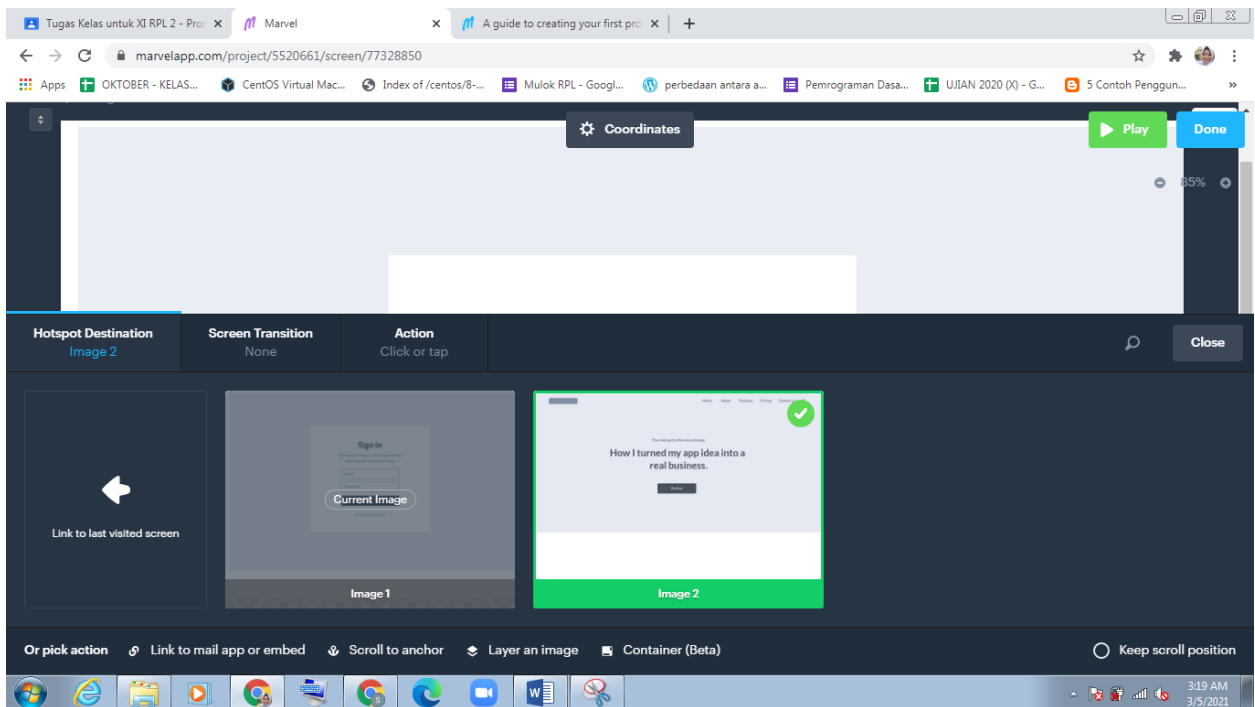 Tugas Kelas untuk XI RPL 2 - Pro
Marvel
A guide to creating your first pro
marvelapp.com/project/5520661/screen/77328850
Apps
OKTOBER - KELAS...
CentOS Virtual Mac...
Index of /centos/8-...
Mulok RPL - Googl...
perbedaan antara a...
Pemrograman Dasa...
UJIAN 2020 (X) - G...
5 Contoh Penggun...
»
Coordinates
Play
Done
85%
Hotspot Destination
Image 2
Screen Transition
None
Action
Click or tap
Close
Link to last visited screen
Sign in
Current Image
Image 1
Home About Features Pricing
How I turned my app idea into a
real business.
Button
Image 2
Or pick action
Link to mail app or embed
Scroll to anchor
Layer an image
Container (Beta)
Keep scroll position
3:19 AM
3/5/2021